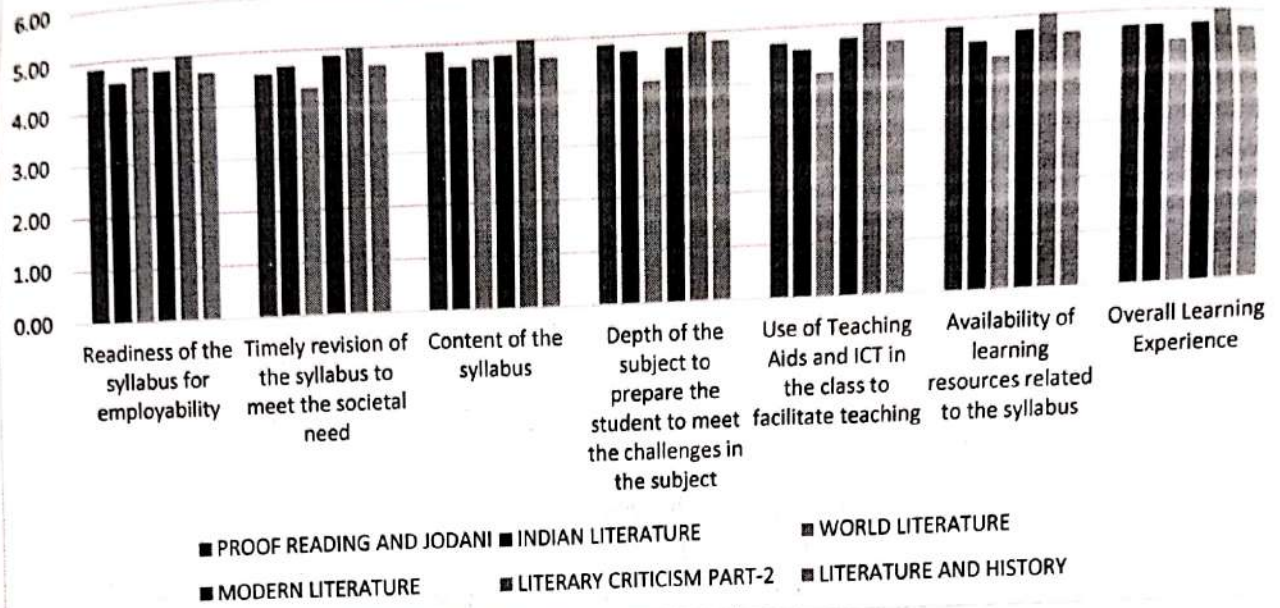 6.00
5.00
4.00
3.00
2.00
1.00
0.00
Readiness of the
syllabus for
employability
Timely revision of
the syllabus to
meet the societal
need
Content of the
syllabus
Depth of the
subject to
prepare the
student to meet
the challenges in
the subject
Use of Teaching
Aids and ICT in
the class to
facilitate teaching
Availability of
learning
resources related
to the syllabus
Overall Learning
Experience
PROOF READING AND JODANI INDIAN LITERATURE WORLD LITERATURE
MODERN LITERATURE LITERARY CRITICISM PART-2 LITERATURE AND HISTORY